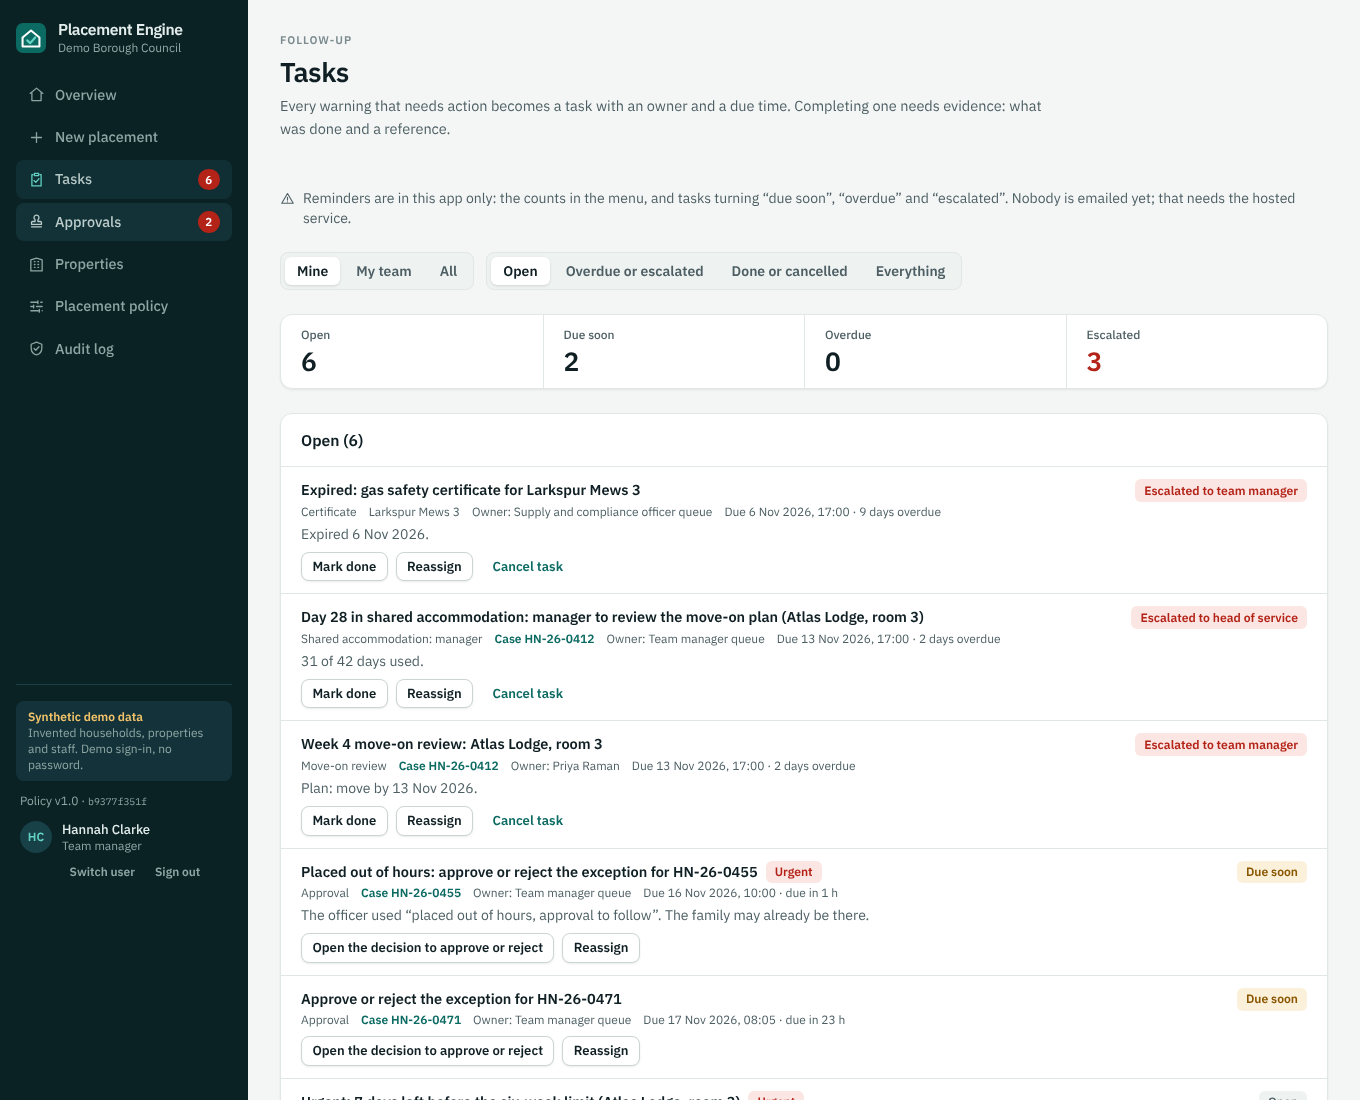 Placement Engine
Demo Borough Council
Overview
New placement
Tasks
6
Approvals
2
Properties
Placement policy
Audit log
Synthetic demo data
Invented households, properties
and staff. Demo sign-in, no
password.
Policy v1.0 · b9377f351f
HC
Hannah Clarke
Team manager
Switch user
Sign out
FOLLOW-UP
Tasks
Every warning that needs action becomes a task with an owner and a due time. Completing one needs evidence: what
was done and a reference.
Reminders are in this app only: the counts in the menu, and tasks turning “due soon”, “overdue” and “escalated”. Nobody is emailed yet; that needs the hosted
service.
Mine
My team
All
Open
Overdue or escalated
Done or cancelled
Everything
Open
6
Due soon
2
Overdue
0
Escalated
3
Open (6)
Expired: gas safety certificate for Larkspur Mews 3
Escalated to team manager
Certificate Larkspur Mews 3 Owner: Supply and compliance officer queue Due 6 Nov 2026, 17:00 · 9 days overdue
Expired 6 Nov 2026.
Mark done
Reassign
Cancel task
Day 28 in shared accommodation: manager to review the move-on plan (Atlas Lodge, room 3)
Escalated to head of service
Shared accommodation: manager Case HN-26-0412 Owner: Team manager queue Due 13 Nov 2026, 17:00 · 2 days overdue
31 of 42 days used.
Mark done
Reassign
Cancel task
Week 4 move-on review: Atlas Lodge, room 3
Escalated to team manager
Move-on review Case HN-26-0412 Owner: Priya Raman Due 13 Nov 2026, 17:00 · 2 days overdue
Plan: move by 13 Nov 2026.
Mark done
Reassign
Cancel task
Placed out of hours: approve or reject the exception for HN-26-0455 Urgent
Due soon
Approval Case HN-26-0455 Owner: Team manager queue Due 16 Nov 2026, 10:00 · due in 1 h
The officer used “placed out of hours, approval to follow”. The family may already be there.
Open the decision to approve or reject
Reassign
Approve or reject the exception for HN-26-0471
Due soon
Approval Case HN-26-0471 Owner: Team manager queue Due 17 Nov 2026, 08:05 · due in 23 h
Open the decision to approve or reject
Reassign
Urgent: 7 days left before the six-week limit (Atlas Lodge, room 3) Urgent
Open